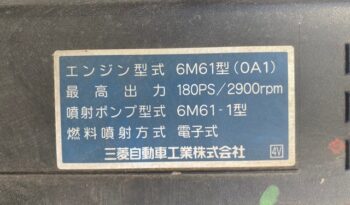 エンジン型式 6M61型(0A1)
最高出力 180PS/2900rpm
噴射ポンプ型式 6M61-1型
燃料噴射方式 電子式
三菱自動車工業株式会社 4V